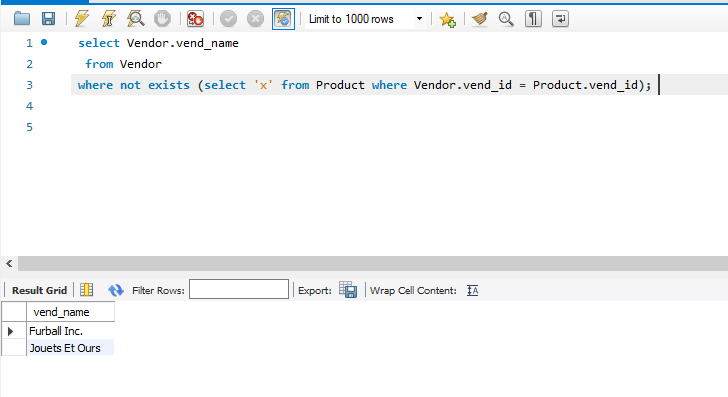 Limit to 1000 rows
1 select Vendor.vend_name
2 from Vendor
3 where not exists (select 'x' from Product where Vendor.vend_id = Product.vend_id);
4
5
Result Grid Filter Rows: Export: Wrap Cell Content:
vend_name
Furball Inc.
Jouets Et Ours